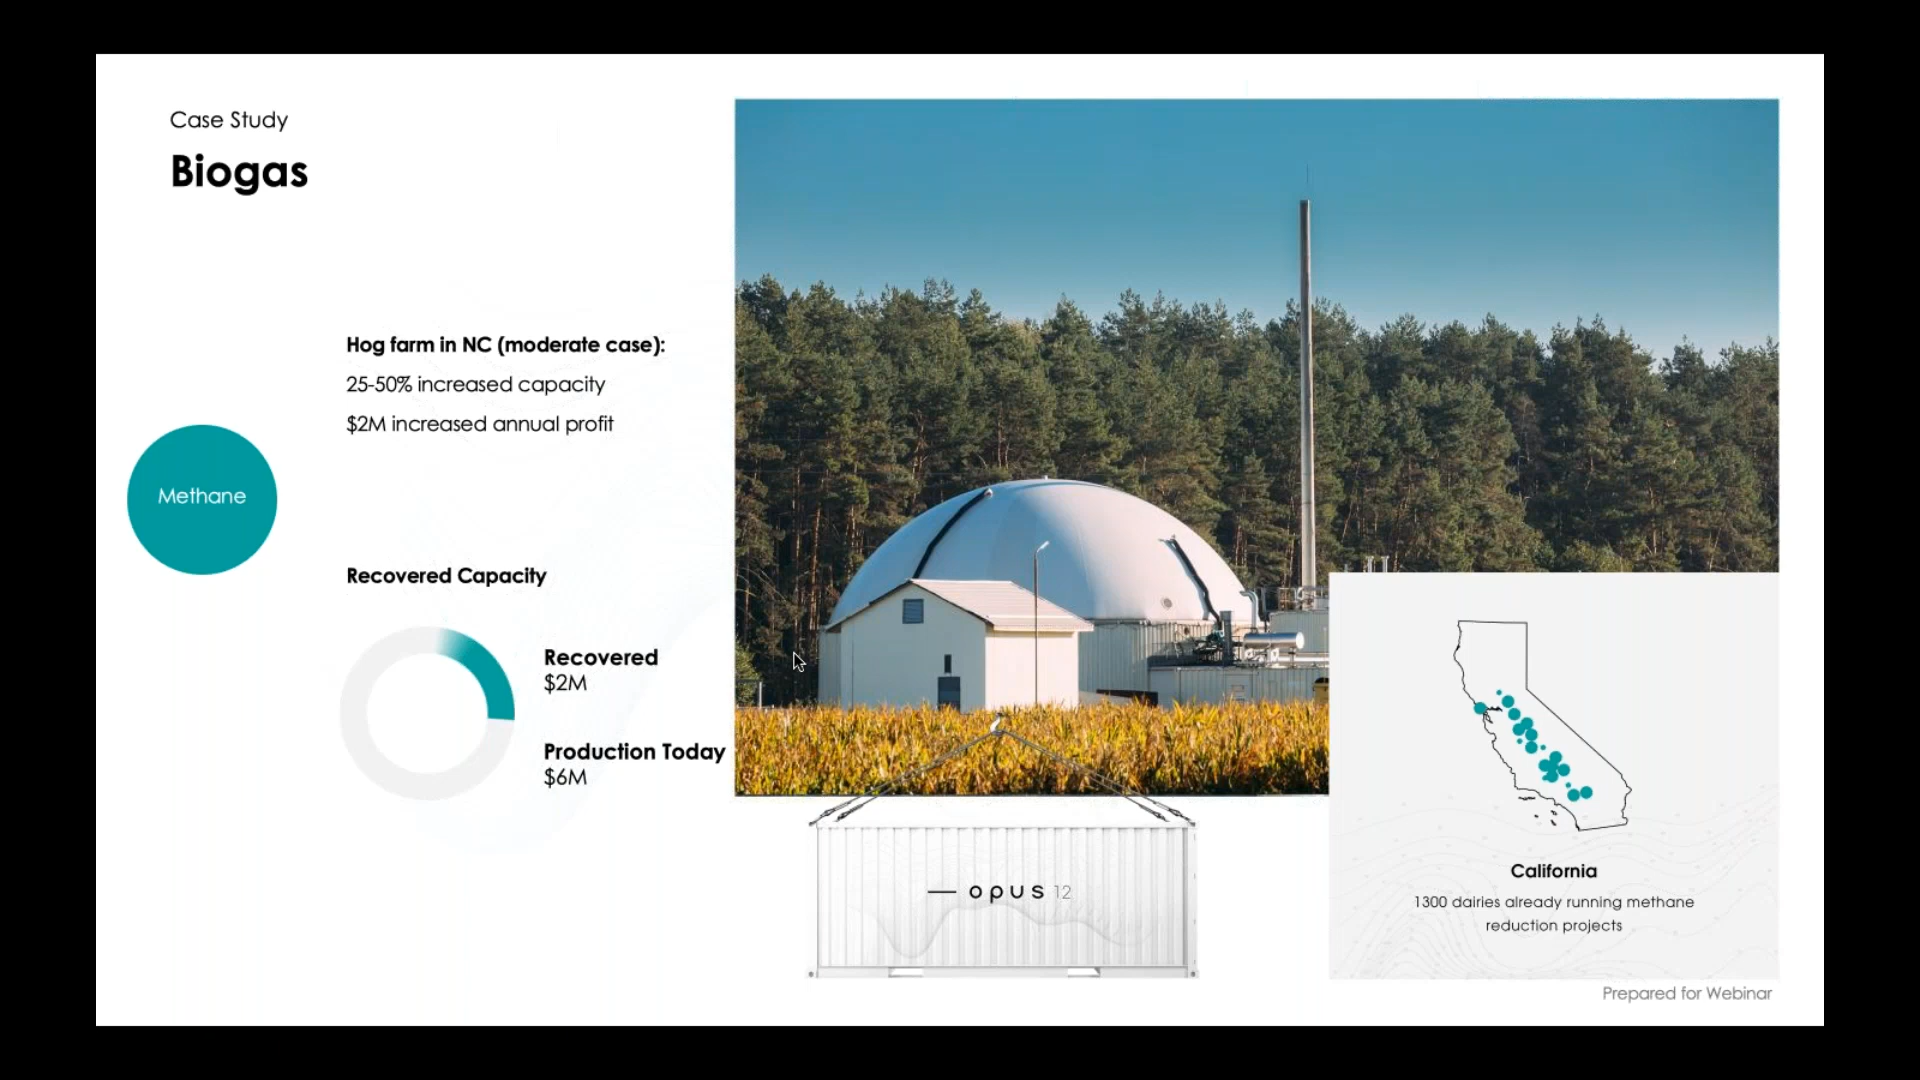 Case Study
Biogas
Hog farm in NC (moderate case):
25-50% increased capacity
$2M increased annual profit
Methane
Recovered Capacity
Recovered
$2M
Production Today
$6M
opus 12
California
1300 dairies already running methane
reduction projects
Prepared for Webinar